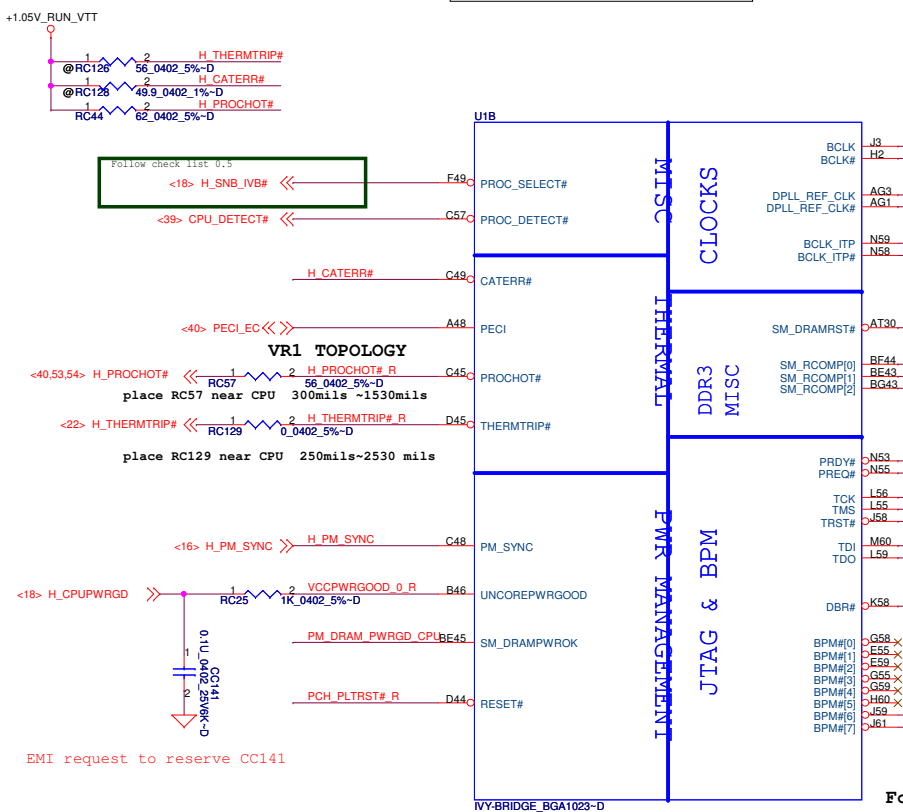 +1.05V_RUN_VTT
1 2 H_THERMTRIP#
@RC126 56_0402_5%~D
1 2 H_CATERR#
@RC128 49.9_0402_1%~D
1 2 H_PROCHOT#
RC44 62_0402_5%~D
U1B
Follow check list 0.5
<18> H_SNB_IVB#
F49 PROC_SELECT#
<39> CPU_DETECT#
C57 PROC_DETECT#
MISC
H_CATERR# C49 CATERR#
<40> PECI_EC A48 PECI
VR1 TOPOLOGY
<40,53,54> H_PROCHOT# 1 2 H_PROCHOT#_R C45 PROCHOT#
RC57 56_0402_5%~D
place RC57 near CPU 300mils ~1530mils
<22> H_THERMTRIP# 1 2 H_THERMTRIP#_R D45 THERMTRIP#
RC129 0_0402_5%~D
place RC129 near CPU 250mils~2530 mils
THERMAL
<16> H_PM_SYNC H_PM_SYNC C48 PM_SYNC
<18> H_CPUPWRGD 1 2 VCCPWRGOOD_0_R B46 UNCOREPWRGOOD
RC25 1K_0402_5%~D
PM_DRAM_PWRGD_CPU BE45 SM_DRAMPWROK
PCH_PLTRST#_R D44 RESET#
PWR MANAGEMENT
1
2
CC141
0.1U_0402_25V6K~D
EMI request to reserve CC141
CLOCKS
BCLK J3
BCLK# H2
DPLL_REF_CLK AG3
DPLL_REF_CLK# AG1
BCLK_ITP N59
BCLK_ITP# N58
DDR3
MISC
SM_DRAMRST# AT30
SM_RCOMP[0] BF44
SM_RCOMP[1] BE43
SM_RCOMP[2] BG43
JTAG & BPM
PRDY# N53
PREQ# N55
TCK L56
TMS L55
TRST# J58
TDI M60
TDO L59
DBR# K58
BPM#[0] G58
BPM#[1] E55
BPM#[2] E59
BPM#[3] G55
BPM#[4] G59
BPM#[5] H60
BPM#[6] J59
BPM#[7] J61
IVY-BRIDGE_BGA1023~D
Fo